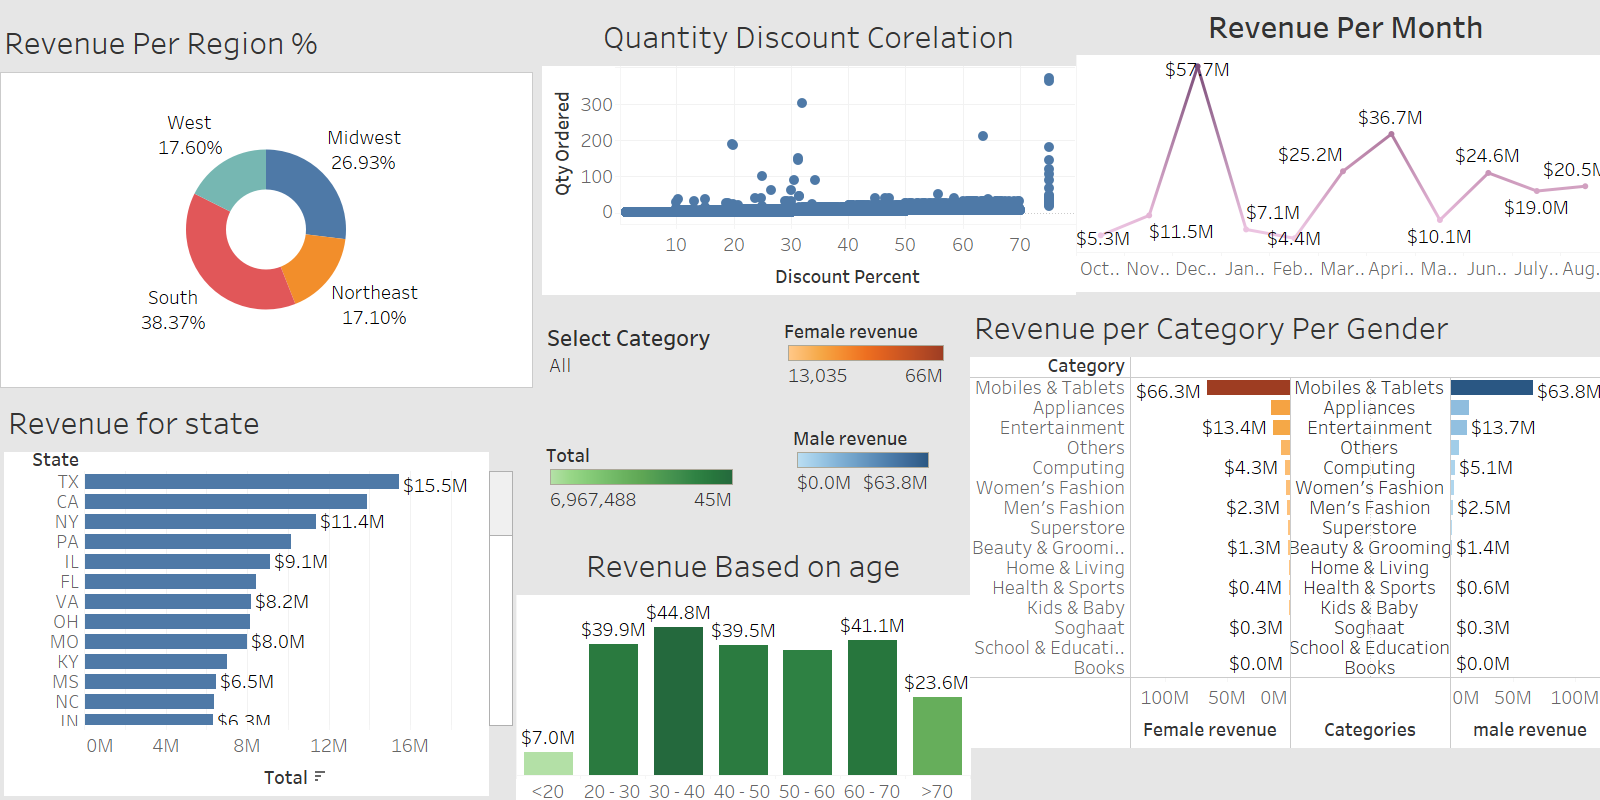 Revenue Per Region %
West
17.60%
Midwest
26.93%
South
38.37%
Northeast
17.10%
Quantity Discount Corelation
Qty Ordered
300
200
100
0
10 20 30 40 50 60 70
Discount Percent
Revenue Per Month
$57.7M
$36.7M
$25.2M
$24.6M
$20.5M
$7.1M
$19.0M
$5.3M
$11.5M
$4.4M
$10.1M
Oct.. Nov.. Dec.. Jan.. Feb.. Mar.. Apri.. Ma.. Jun.. July.. Aug.
Revenue for state
State
TX $15.5M
CA
NY $11.4M
PA
IL $9.1M
FL
VA $8.2M
OH
MO $8.0M
KY
MS $6.5M
NC
IN $6.3M
0M 4M 8M 12M 16M
Total
Select Category
All
Female revenue
13,035 66M
Male revenue
$0.0M $63.8M
Total
6,967,488 45M
Revenue Based on age
$39.9M
$44.8M
$39.5M
$41.1M
$23.6M
$7.0M
<20 20 - 30 30 - 40 40 - 50 50 - 60 60 - 70 >70
Revenue per Category Per Gender
Category
Mobiles & Tablets $66.3M Mobiles & Tablets $63.8M
Appliances Appliances
Entertainment $13.4M Entertainment $13.7M
Others Others
Computing $4.3M Computing $5.1M
Women's Fashion Women's Fashion
Men's Fashion $2.3M Men's Fashion $2.5M
Superstore Superstore
Beauty & Groomi.. $1.3M Beauty & Grooming $1.4M
Home & Living Home & Living
Health & Sports $0.4M Health & Sports $0.6M
Kids & Baby Kids & Baby
Soghaat $0.3M Soghaat $0.3M
School & Educati.. School & Education
Books $0.0M Books $0.0M
100M 50M 0M 0M 50M 100M
Female revenue Categories male revenue